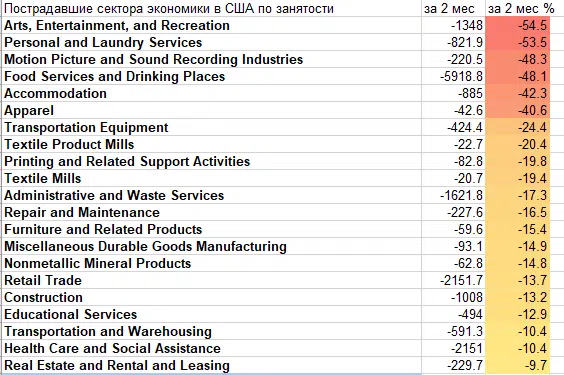 Пострадавшие сектора экономики в США по занятости за 2 мес за 2 мес %
Arts, Entertainment, and Recreation -1348 -54.5
Personal and Laundry Services -821.9 -53.5
Motion Picture and Sound Recording Industries -220.5 -48.3
Food Services and Drinking Places -5918.8 -48.1
Accommodation -885 -42.3
Apparel -42.6 -40.6
Transportation Equipment -424.4 -24.4
Textile Product Mills -22.7 -20.4
Printing and Related Support Activities -82.8 -19.8
Textile Mills -20.7 -19.4
Administrative and Waste Services -1621.8 -17.3
Repair and Maintenance -227.6 -16.5
Furniture and Related Products -59.6 -15.4
Miscellaneous Durable Goods Manufacturing -93.1 -14.9
Nonmetallic Mineral Products -62.8 -14.8
Retail Trade -2151.7 -13.7
Construction -1008 -13.2
Educational Services -494 -12.9
Transportation and Warehousing -591.3 -10.4
Health Care and Social Assistance -2151 -10.4
Real Estate and Rental and Leasing -229.7 -9.7